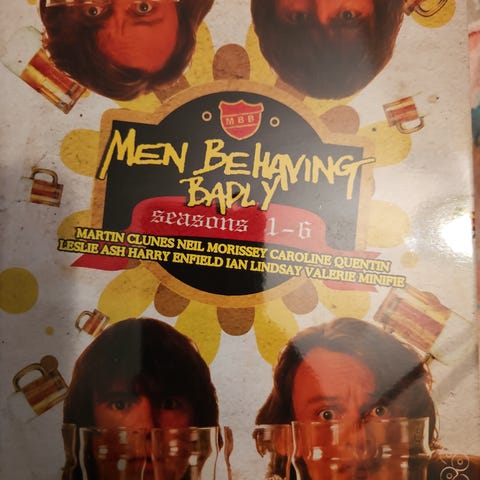 MBB
MEN BEHAVING
BADLY
seasons 1-6
MARTIN CLUNES NEIL MORISSEY CAROLINE QUENTIN
LESLIE ASH HARRY ENFIELD IAN LINDSAY VALERIE MINIFIE